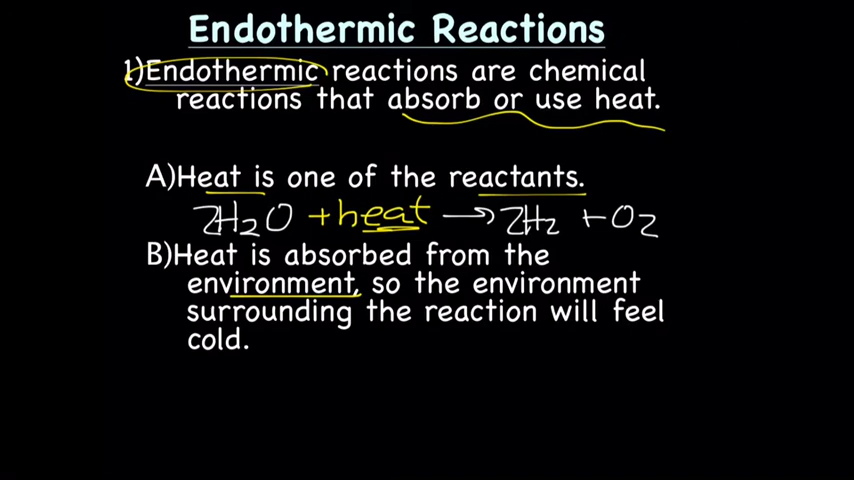 Endothermic Reactions
1)Endothermic reactions are chemical
reactions that absorb or use heat.
A)Heat is one of the reactants.
2H₂O + heat → 2H₂ + O₂
B)Heat is absorbed from the
environment, so the environment
surrounding the reaction will feel
cold.